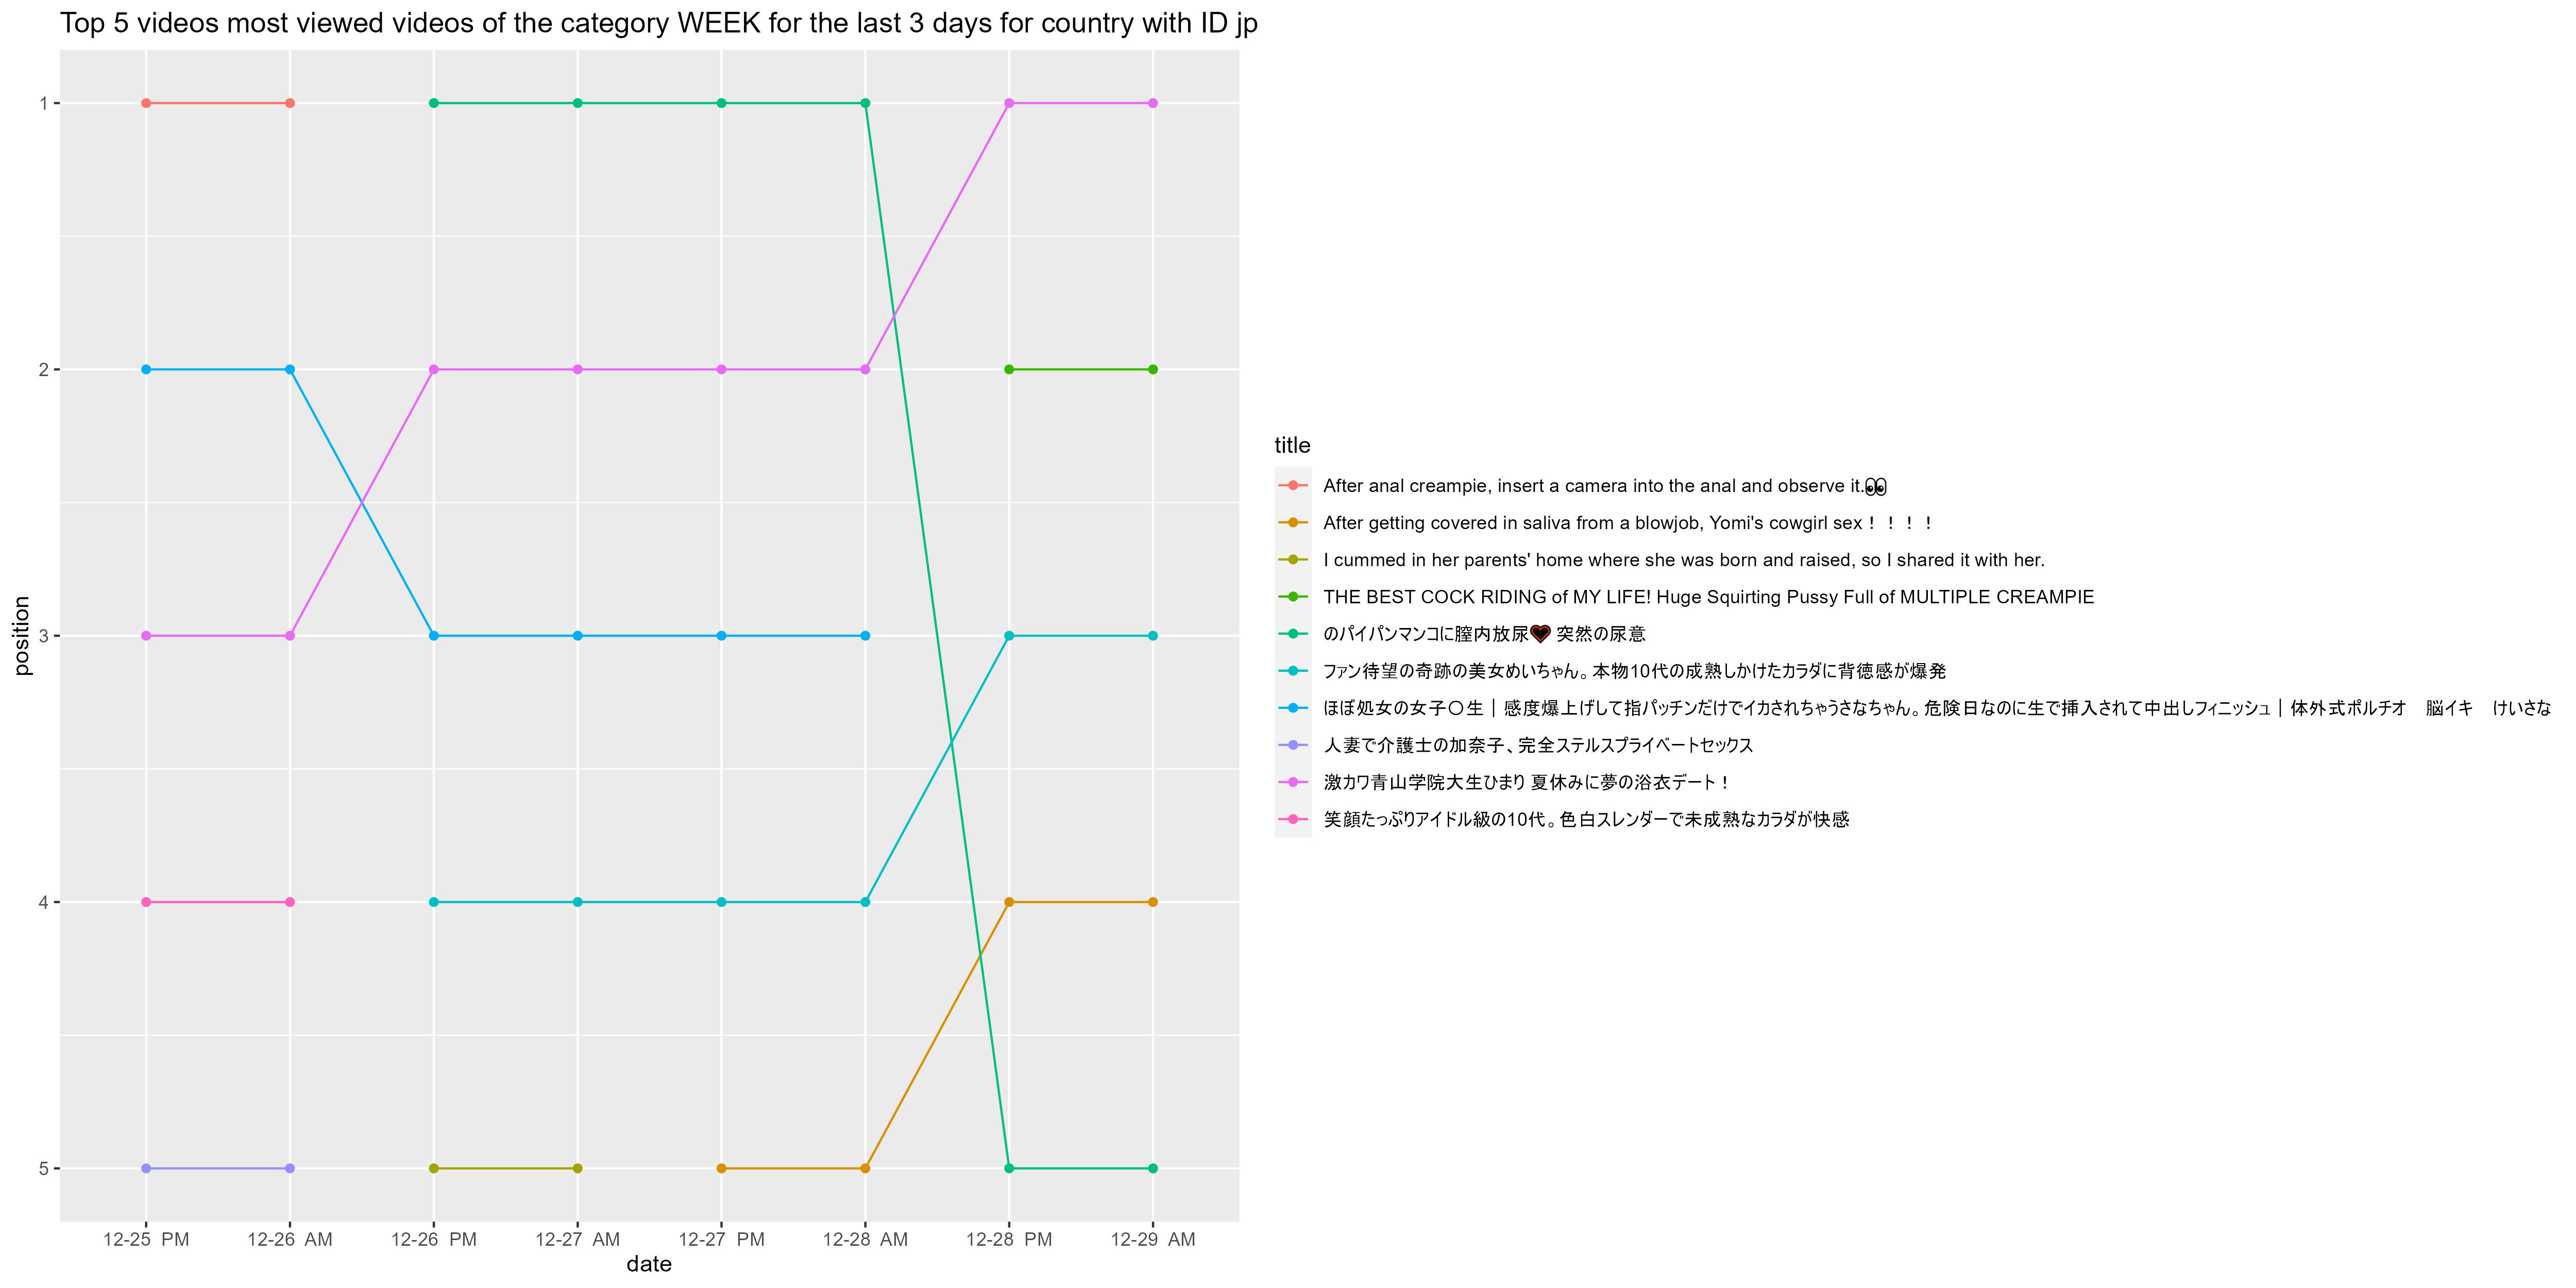 Top 5 videos most viewed videos of the category WEEK for the last 3 days for country with ID jp
position
1
2
3
4
5
12-25 PM
12-26 AM
12-26 PM
12-27 AM
12-27 PM
12-28 AM
12-28 PM
12-29 AM
date
title
After anal creampie, insert a camera into the anal and observe it.👀
After getting covered in saliva from a blowjob, Yomi's cowgirl sex！！！！
I cummed in her parents' home where she was born and raised, so I shared it with her.
THE BEST COCK RIDING of MY LIFE! Huge Squirting Pussy Full of MULTIPLE CREAMPIE
のパイパンマンコに膣内放尿❤ 突然の尿意
ファン待望の奇跡の美女めいちゃん。本物10代の成熟しかけたカラダに背徳感が爆発
ほぼ処女の女子〇生｜感度爆上げして指パッチンだけでイカされちゃうさなちゃん。危険日なのに生で挿入されて中出しフィニッシュ｜体外式ポルチオ　脳イキ　けいさな
人妻で介護士の加奈子、完全ステルスプライベートセックス
激カワ青山学院大生ひまり 夏休みに夢の浴衣デート！
笑顔たっぷりアイドル級の10代。色白スレンダーで未成熟なカラダが快感